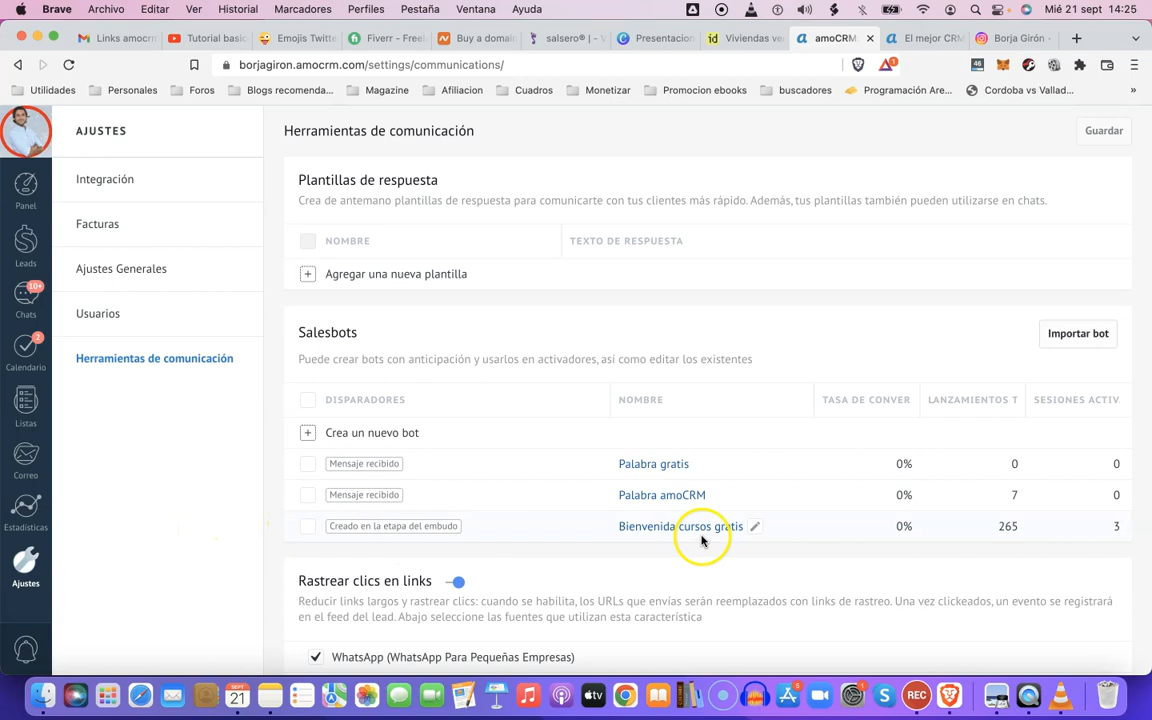 Brave Archivo Editar Ver Historial Marcadores Perfiles Pestaña Ventana Ayuda Mié 21 sept 14:25
Links amocrm Tutorial basic Emojis Twitte Fiverr - Freel Buy a domai salsero® | – V Presentacion Viviendas ve amoCRM El mejor CRM Borja Girón
borjagiron.amocrm.com/settings/communications/
Utilidades Personales Foros Blogs recomenda... Magazine Afiliacion Cuadros Monetizar Promocion ebooks buscadores Programación Are... Cordoba vs Vallad... »
AJUSTES
Integración
Facturas
Ajustes Generales
Usuarios
Herramientas de comunicación
Panel
Leads
10+
Chats
2
Calendario
Listas
Correo
Estadísticas
Ajustes
Herramientas de comunicación
Guardar
Plantillas de respuesta
Crea de antemano plantillas de respuesta para comunicarte con tus clientes más rápido. Además, tus plantillas también pueden utilizarse en chats.
NOMBRE TEXTO DE RESPUESTA
Agregar una nueva plantilla
Salesbots
Importar bot
Puede crear bots con anticipación y usarlos en activadores, así como editar los existentes
DISPARADORES NOMBRE TASA DE CONVER LANZAMIENTOS T SESIONES ACTIV.
Crea un nuevo bot
Mensaje recibido Palabra gratis 0% 0 0
Mensaje recibido Palabra amoCRM 0% 7 0
Creado en la etapa del embudo Bienvenida cursos gratis 0% 265 3
Rastrear clics en links
Reducir links largos y rastrear clics: cuando se habilita, los URLs que envías serán reemplazados con links de rastreo. Una vez clickeados, un evento se registrará
en el feed del lead. Abajo seleccione las fuentes que utilizan esta característica
WhatsApp (WhatsApp Para Pequeñas Empresas)
SEPT
21
tv
REC